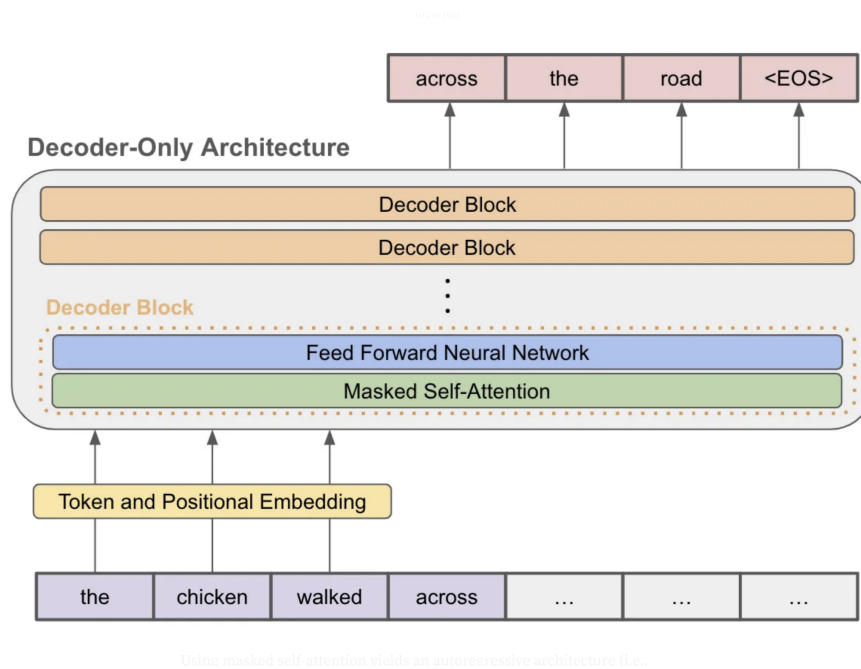 across the road <EOS>
Decoder-Only Architecture
Decoder Block
Decoder Block
Decoder Block
Feed Forward Neural Network
Masked Self-Attention
Token and Positional Embedding
the chicken walked across … … …
Using masked self-attention yields an autoregressive architecture (i.e.,